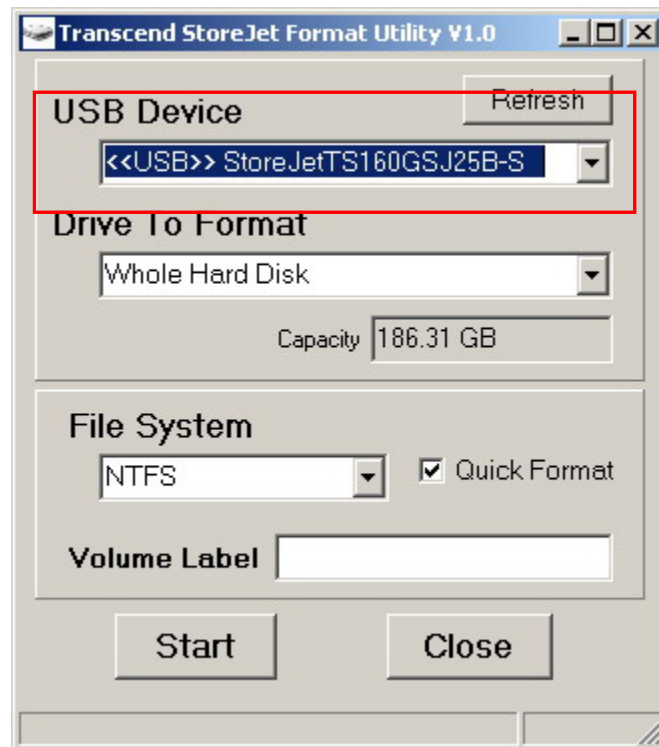 Transcend StoreJet Format Utility V1.0
Refresh
USB Device
<<USB>> StoreJetTS160GSJ25B-S
Drive To Format
Whole Hard Disk
Capacity 186.31 GB
File System
NTFS
Quick Format
Volume Label
Start Close